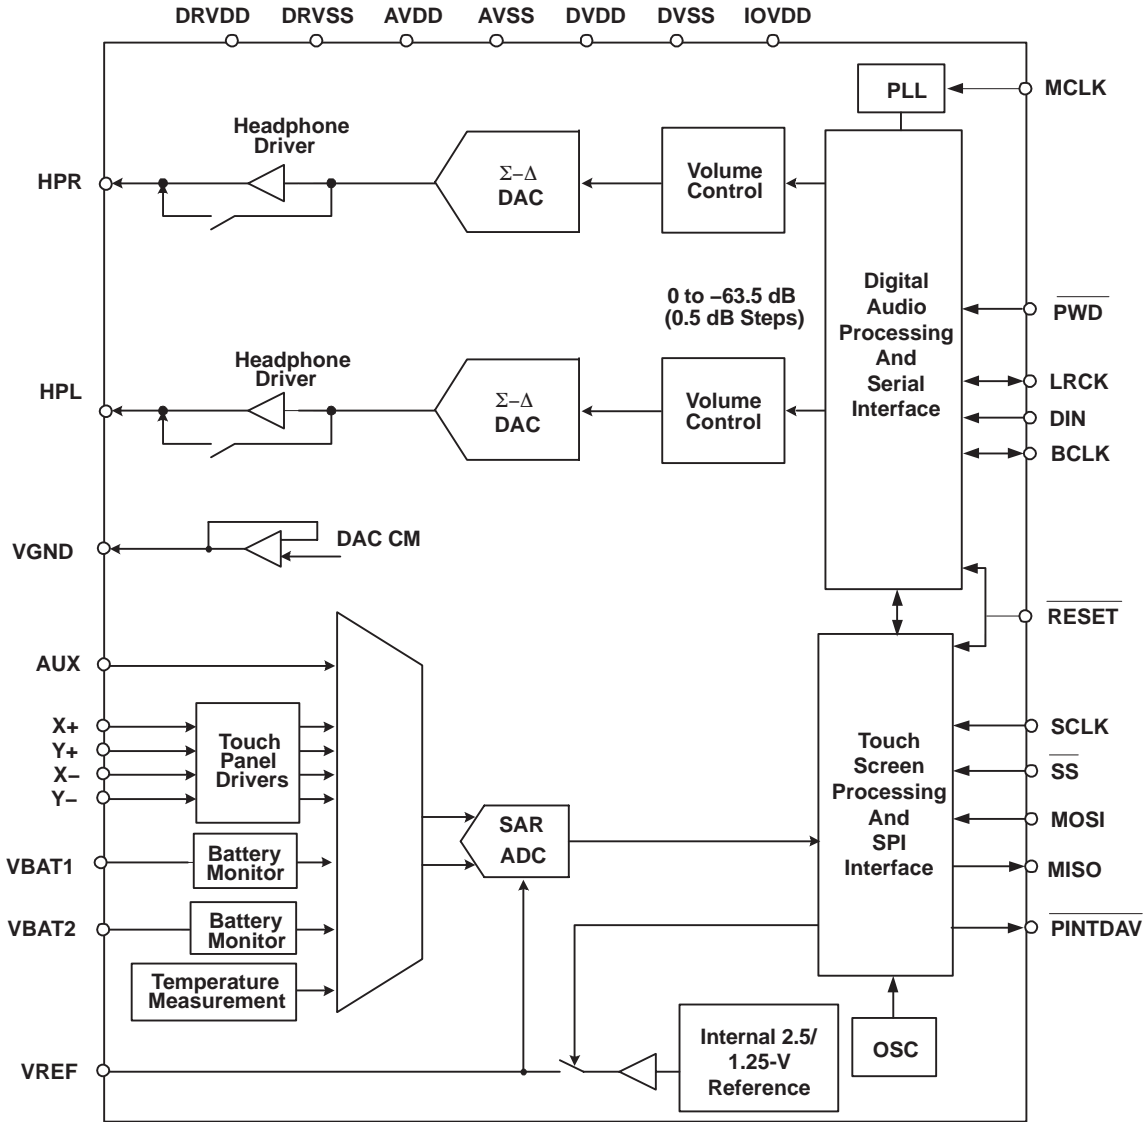 DRVDD DRVSS AVDD AVSS DVDD DVSS IOVDD
PLL
MCLK
Headphone
Driver
HPR
Σ–Δ
DAC
Volume
Control
Digital
Audio
Processing
And
Serial
Interface
0 to –63.5 dB
(0.5 dB Steps)
PWD
Headphone
Driver
HPL
Σ–Δ
DAC
Volume
Control
LRCK
DIN
BCLK
VGND
DAC CM
RESET
AUX
X+
Y+
X–
Y–
Touch
Panel
Drivers
SAR
ADC
Touch
Screen
Processing
And
SPI
Interface
SCLK
SS
MOSI
MISO
PINTDAV
VBAT1
Battery
Monitor
VBAT2
Battery
Monitor
Temperature
Measurement
VREF
Internal 2.5/
1.25-V
Reference
OSC